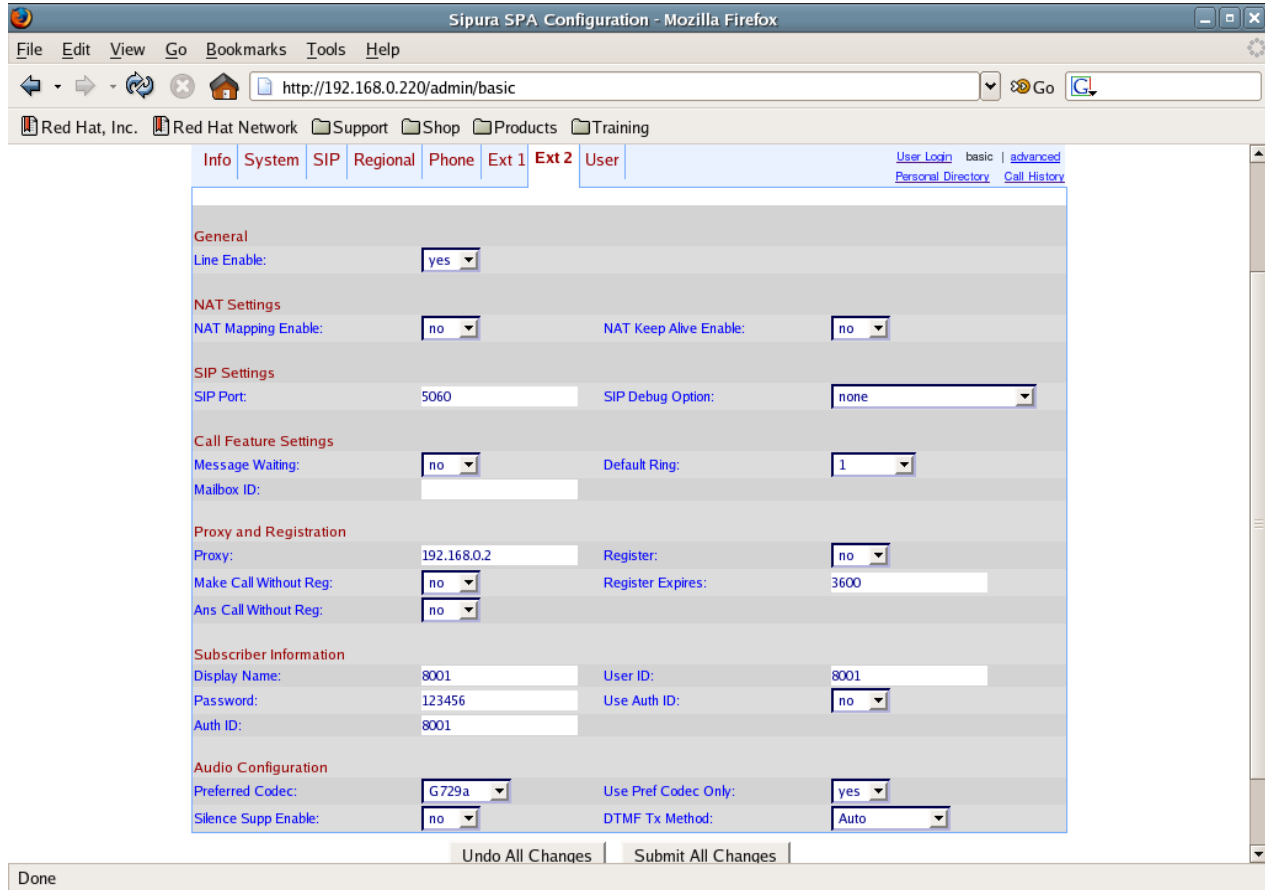 Sipura SPA Configuration - Mozilla Firefox
File Edit View Go Bookmarks Tools Help
http://192.168.0.220/admin/basic Go G
Red Hat, Inc. Red Hat Network Support Shop Products Training
Info System SIP Regional Phone Ext 1 Ext 2 User User Login basic | advanced
Personal Directory Call History
General
Line Enable: yes
NAT Settings
NAT Mapping Enable: no NAT Keep Alive Enable: no
SIP Settings
SIP Port: 5060 SIP Debug Option: none
Call Feature Settings
Message Waiting: no Default Ring: 1
Mailbox ID:
Proxy and Registration
Proxy: 192.168.0.2 Register: no
Make Call Without Reg: no Register Expires: 3600
Ans Call Without Reg: no
Subscriber Information
Display Name: 8001 User ID: 8001
Password: 123456 Use Auth ID: no
Auth ID: 8001
Audio Configuration
Preferred Codec: G729a Use Pref Codec Only: yes
Silence Supp Enable: no DTMF Tx Method: Auto
Undo All Changes Submit All Changes
Done